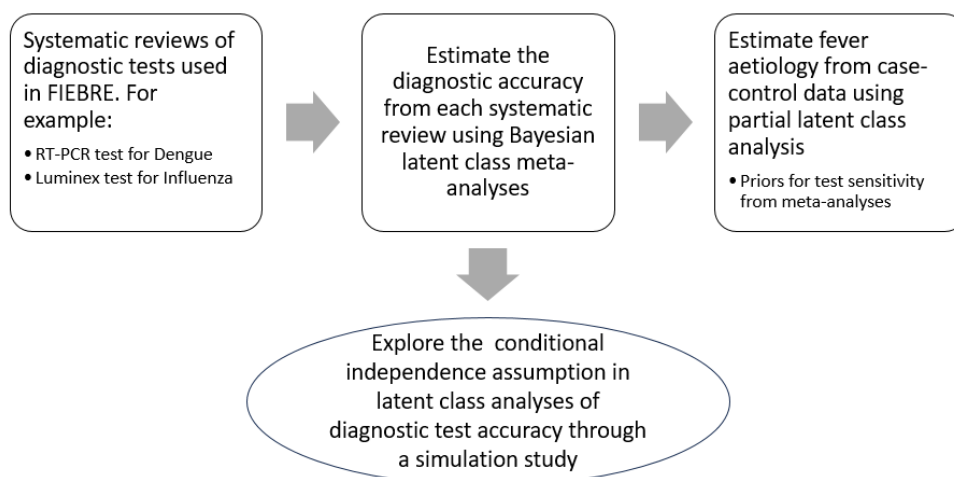 Systematic reviews of
diagnostic tests used
in FIEBRE. For
example:
• RT-PCR test for Dengue
• Luminex test for Influenza
Estimate the
diagnostic accuracy
from each systematic
review using Bayesian
latent class meta-
analyses
Estimate fever
aetiology from case-
control data using
partial latent class
analysis
• Priors for test sensitivity
from meta-analyses
Explore the conditional
independence assumption in
latent class analyses of
diagnostic test accuracy through
a simulation study